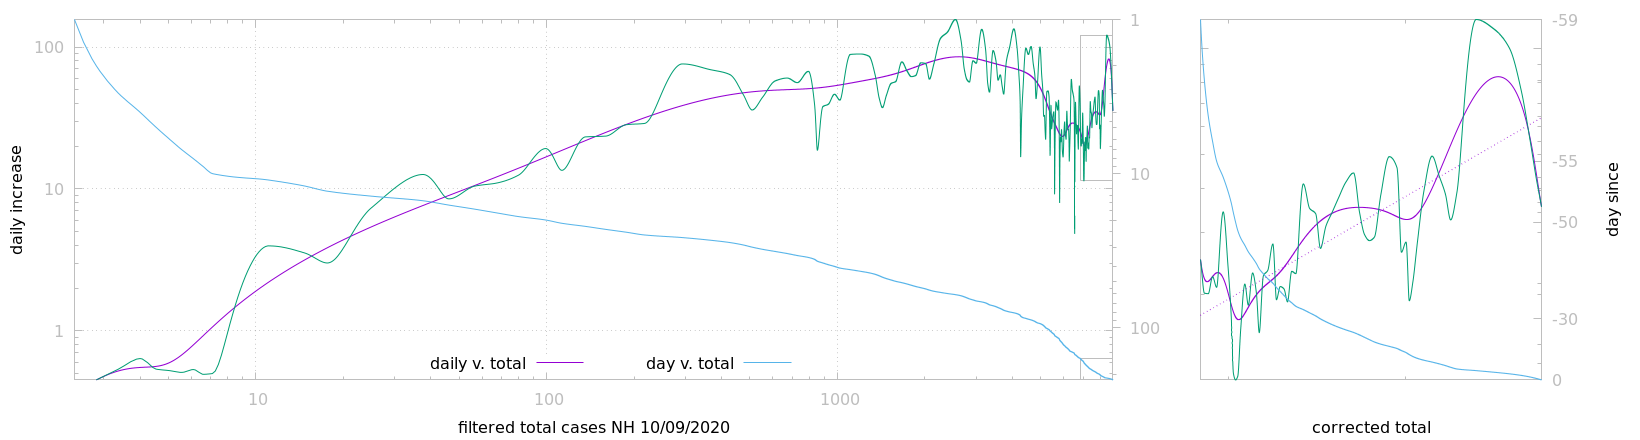 100
10
1
daily increase
10
100
1000
1
10
100
daily v. total
day v. total
filtered total cases NH 10/09/2020
-59
-55
-50
-30
0
day since
corrected total